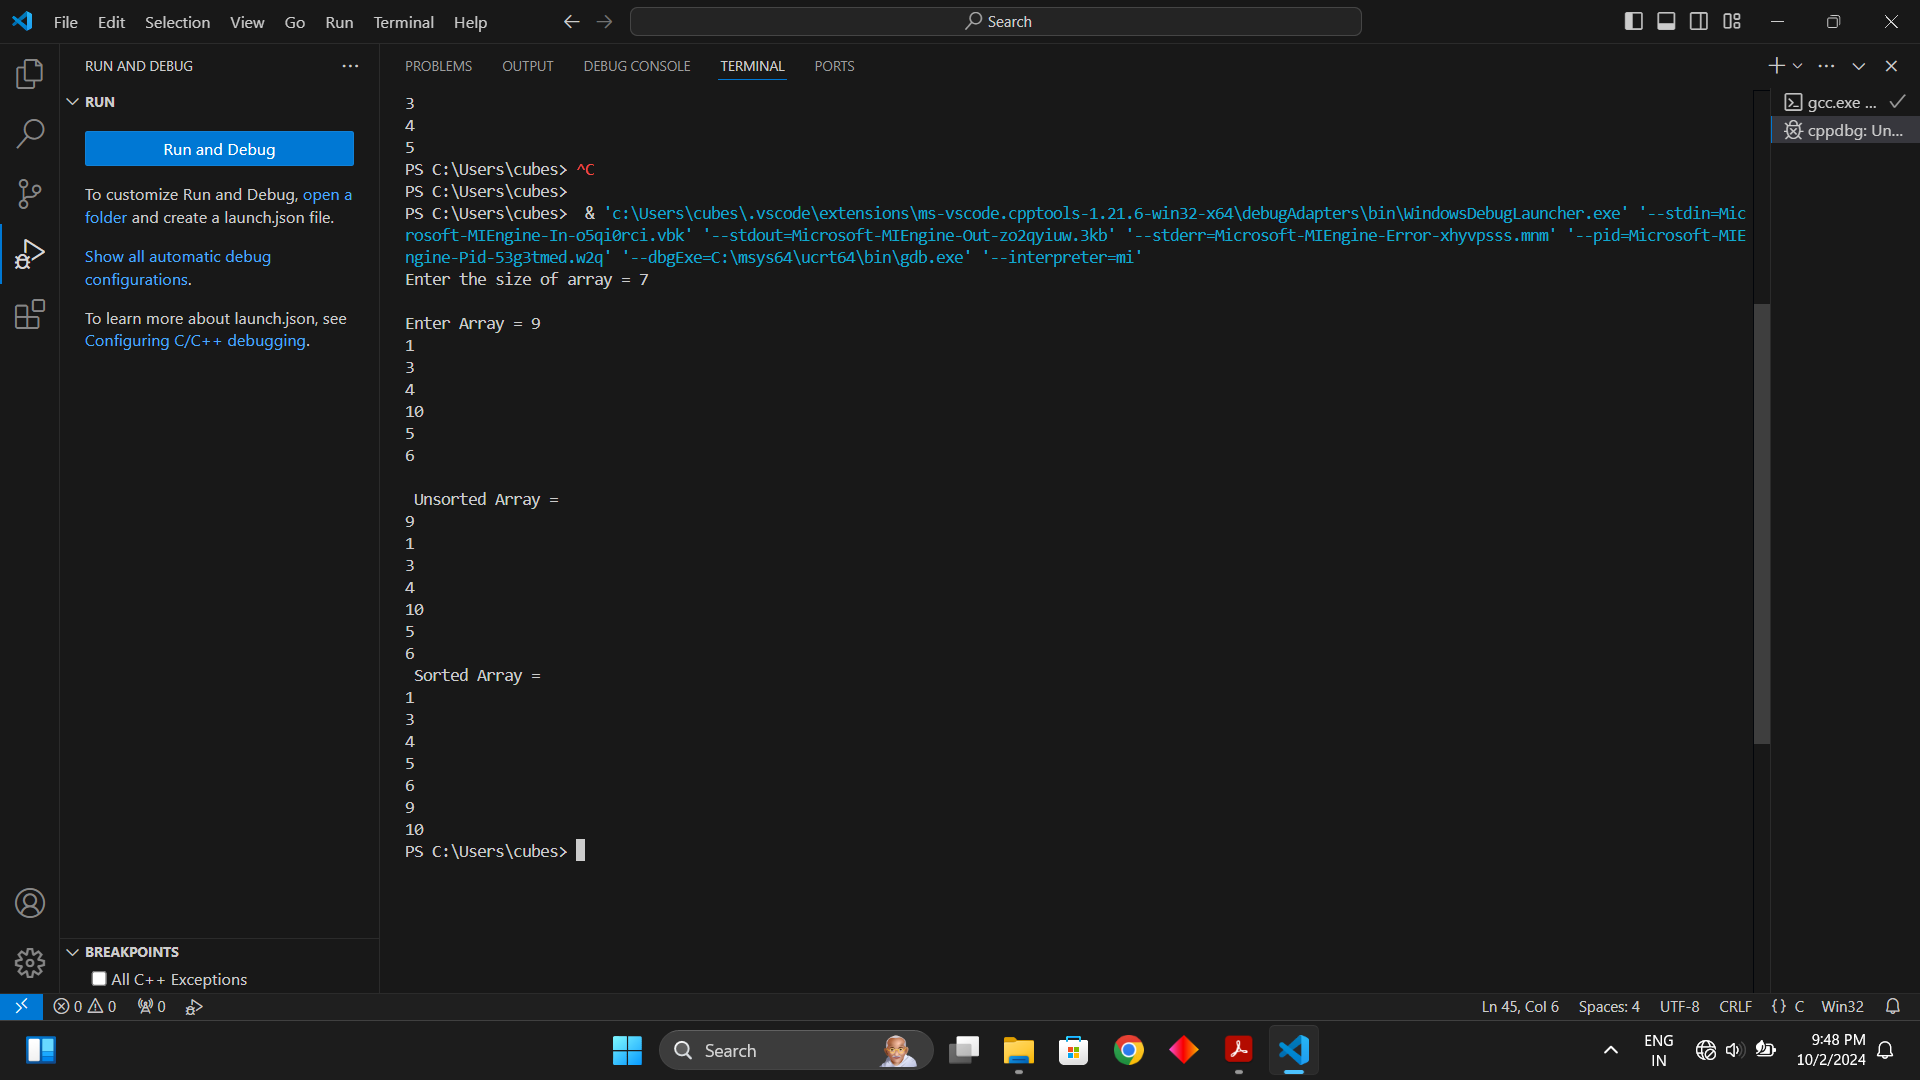 File Edit Selection View Go Run Terminal Help
Search
RUN AND DEBUG
RUN
Run and Debug
To customize Run and Debug, open a
folder and create a launch.json file.
Show all automatic debug
configurations.
To learn more about launch.json, see
Configuring C/C++ debugging.
BREAKPOINTS
All C++ Exceptions
PROBLEMS OUTPUT DEBUG CONSOLE TERMINAL PORTS
3
4
5
PS C:\Users\cubes> ^C
PS C:\Users\cubes>
PS C:\Users\cubes>  & 'c:\Users\cubes\.vscode\extensions\ms-vscode.cpptools-1.21.6-win32-x64\debugAdapters\bin\WindowsDebugLauncher.exe' '--stdin=Mic
rosoft-MIEngine-In-o5qi0rci.vbk' '--stdout=Microsoft-MIEngine-Out-zo2qyiuw.3kb' '--stderr=Microsoft-MIEngine-Error-xhyvpsss.mnm' '--pid=Microsoft-MIE
ngine-Pid-53g3tmed.w2q' '--dbgExe=C:\msys64\ucrt64\bin\gdb.exe' '--interpreter=mi'
Enter the size of array = 7
Enter Array = 9
1
3
4
10
5
6
Unsorted Array =
9
1
3
4
10
5
6
Sorted Array =
1
3
4
5
6
9
10
PS C:\Users\cubes>
gcc.exe ...
cppdbg: Un...
0 0 0
Ln 45, Col 6 Spaces: 4 UTF-8 CRLF {} C Win32
Search
ENG
IN
9:48 PM
10/2/2024